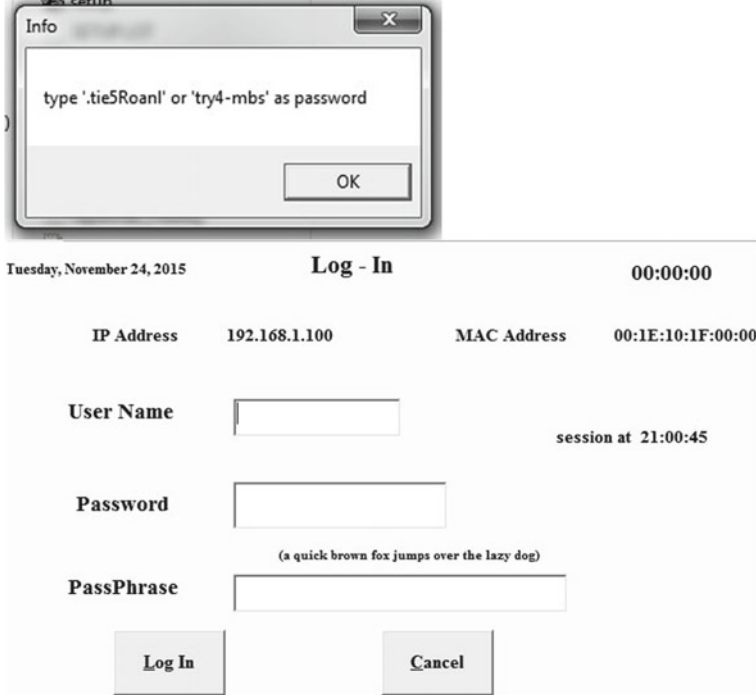 yes setup
Info
type '.tie5Roanl' or 'try4-mbs' as password
OK
Tuesday, November 24, 2015 Log - In 00:00:00
IP Address 192.168.1.100 MAC Address 00:1E:10:1F:00:00
User Name
session at 21:00:45
Password
(a quick brown fox jumps over the lazy dog)
PassPhrase
Log In Cancel